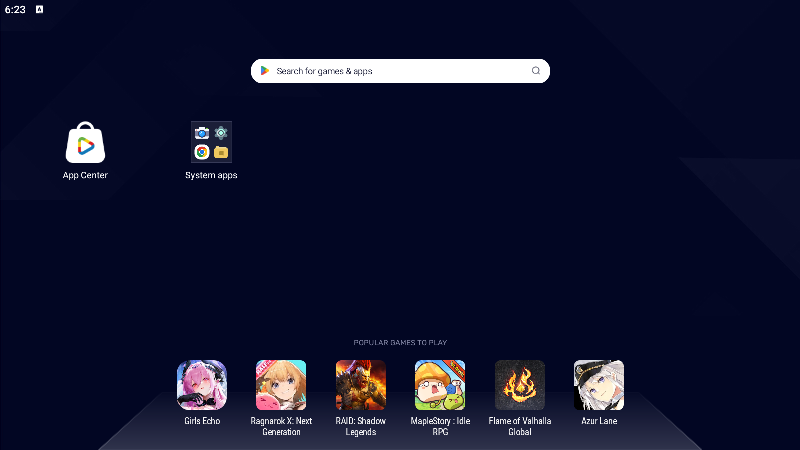 6:23
Search for games & apps
App Center
System apps
POPULAR GAMES TO PLAY
Girls Echo
Ragnarok X: Next
Generation
RAID: Shadow
Legends
MapleStory : Idle
RPG
Flame of Valhalla
Global
Azur Lane